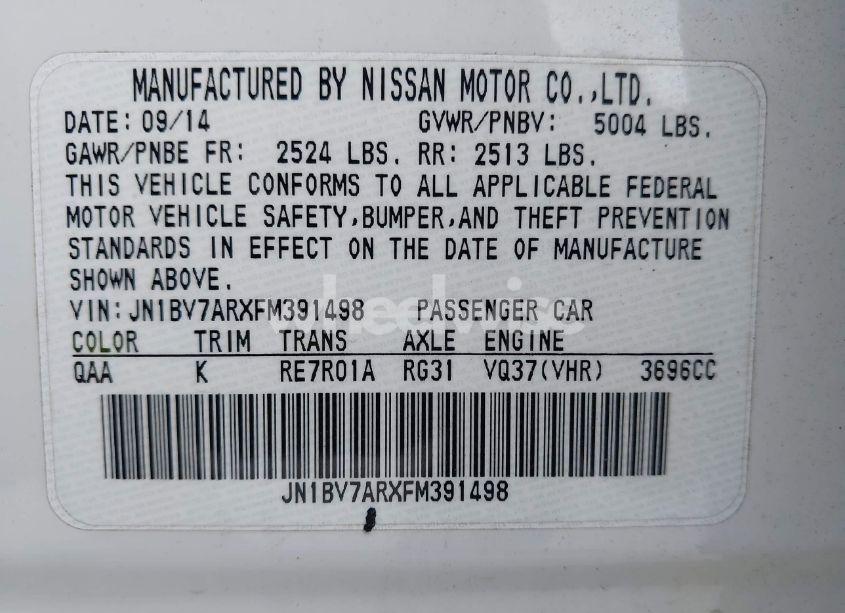 MANUFACTURED BY NISSAN MOTOR CO.,LTD.
DATE: 09/14 GVWR/PNBV: 5004 LBS.
GAWR/PNBE FR: 2524 LBS. RR: 2513 LBS.
THIS VEHICLE CONFORMS TO ALL APPLICABLE FEDERAL
MOTOR VEHICLE SAFETY,BUMPER,AND THEFT PREVENTION
STANDARDS IN EFFECT ON THE DATE OF MANUFACTURE
SHOWN ABOVE.
VIN:JN1BV7ARXFM391498 PASSENGER CAR
wheelwise
COLOR TRIM TRANS AXLE ENGINE
QAA K RE7R01A RG31 VQ37(VHR) 3696CC
JN1BV7ARXFM391498